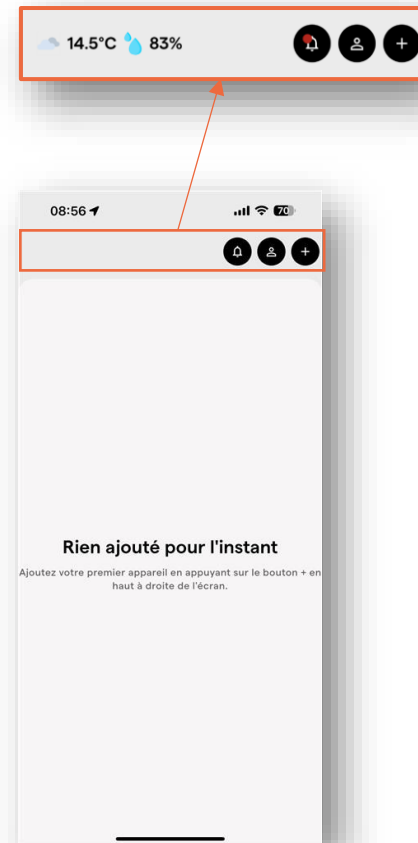 14.5°C 83%
08:56 70
Rien ajouté pour l'instant
Ajoutez votre premier appareil en appuyant sur le bouton + en
haut à droite de l'écran.